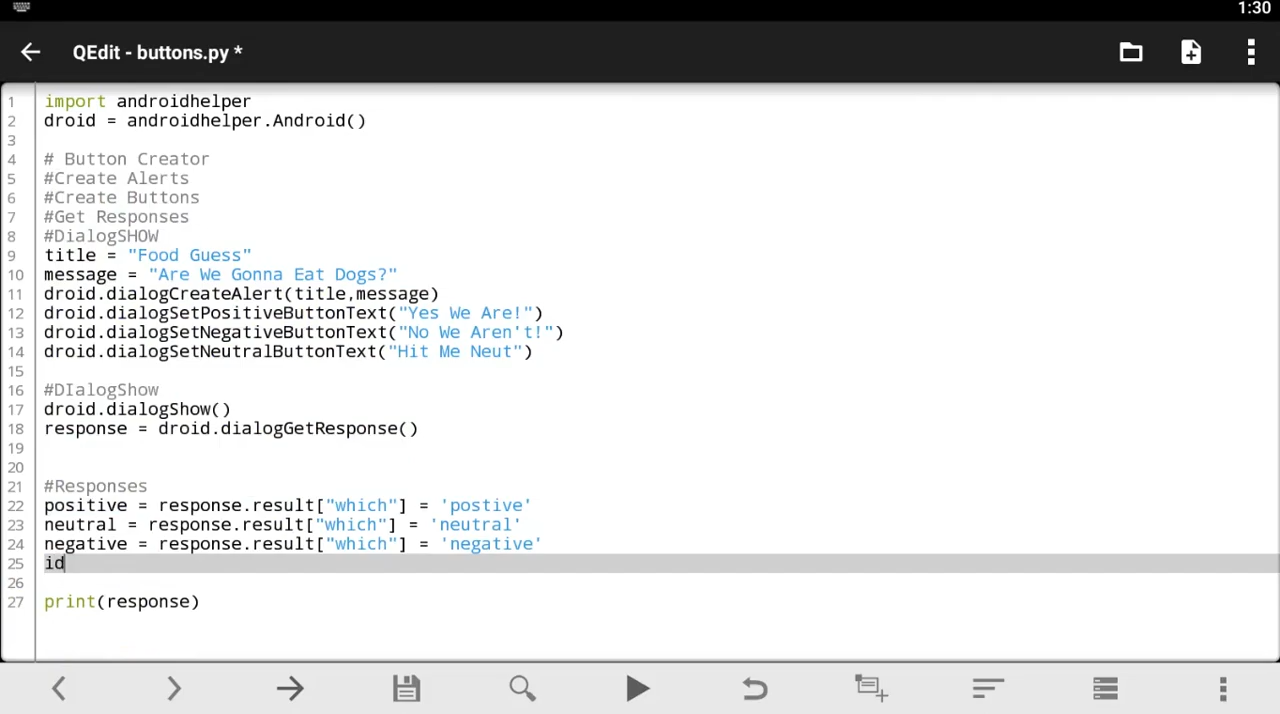 1:30
QEdit - buttons.py *
1 import androidhelper
2 droid = androidhelper.Android()
3
4 # Button Creator
5 #Create Alerts
6 #Create Buttons
7 #Get Responses
8 #DialogSHOW
9 title = "Food Guess"
10 message = "Are We Gonna Eat Dogs?"
11 droid.dialogCreateAlert(title,message)
12 droid.dialogSetPositiveButtonText("Yes We Are!")
13 droid.dialogSetNegativeButtonText("No We Aren't!")
14 droid.dialogSetNeutralButtonText("Hit Me Neut")
15
16 #DIalogShow
17 droid.dialogShow()
18 response = droid.dialogGetResponse()
19
20
21 #Responses
22 positive = response.result["which"] = 'postive'
23 neutral = response.result["which"] = 'neutral'
24 negative = response.result["which"] = 'negative'
25 id
26
27 print(response)